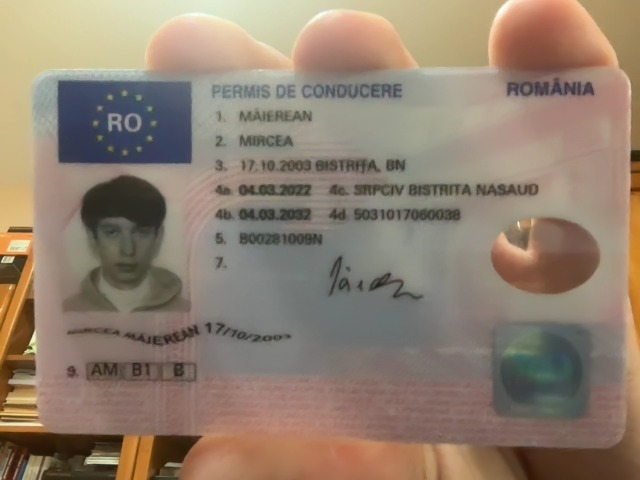 RO
PERMIS DE CONDUCERE
ROMÂNIA
1. MĂIEREAN
2. MIRCEA
3. 17.10.2003 BISTRIȚA, BN
4a. 04.03.2022 4c. SRPCIV BISTRITA NASAUD
4b. 04.03.2032 4d 5031017060038
5. B00281009N
7.
MIRCEA MĂIEREAN 17/10/2003
9. AM B1 B